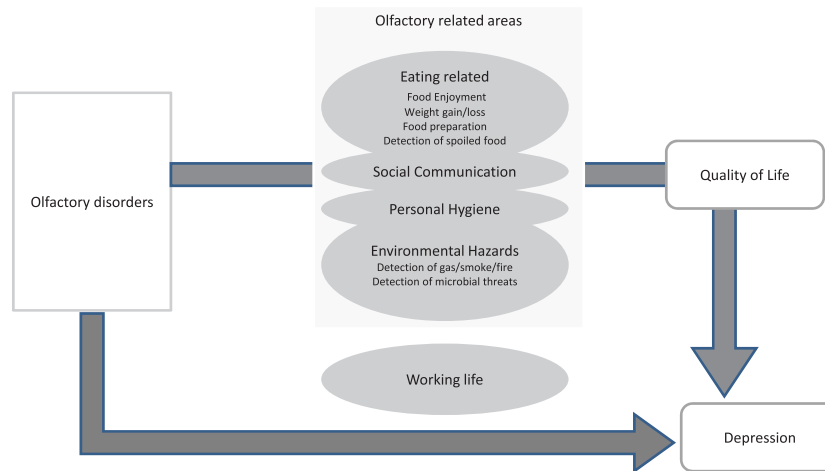 Olfactory related areas
Eating related
Food Enjoyment
Weight gain/loss
Food preparation
Detection of spoiled food
Social Communication
Personal Hygiene
Environmental Hazards
Detection of gas/smoke/fire
Detection of microbial threats
Olfactory disorders
Quality of Life
Working life
Depression